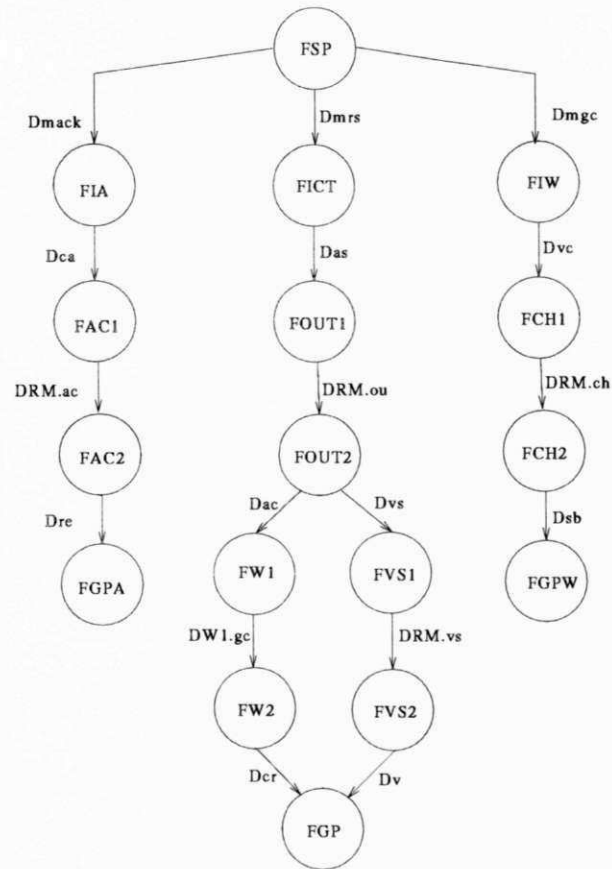 FSP
Dmack
Dmrs
Dmgc
FIA
FICT
FIW
Dca
Das
Dvc
FAC1
FOUT1
FCH1
DRM.ac
DRM.ou
DRM.ch
FAC2
FOUT2
FCH2
Dre
Dac
Dvs
Dsb
FGPA
FW1
FVS1
FGPW
DW1.gc
DRM.vs
FW2
FVS2
Dcr
Dv
FGP